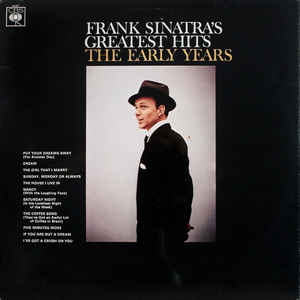 CBS
FRANK SINATRA'S
GREATEST HITS
THE EARLY YEARS
PUT YOUR DREAMS AWAY
(For Another Day)
DREAM
THE GIRL THAT I MARRY
SUNDAY, MONDAY OR ALWAYS
THE HOUSE I LIVE IN
NANCY
(With the Laughing Face)
SATURDAY NIGHT
(Is the Loneliest Night
of the Week)
THE COFFEE SONG
(They've Got an Awful Lot
of Coffee in Brazil)
FIVE MINUTES MORE
IF YOU ARE BUT A DREAM
I'VE GOT A CRUSH ON YOU